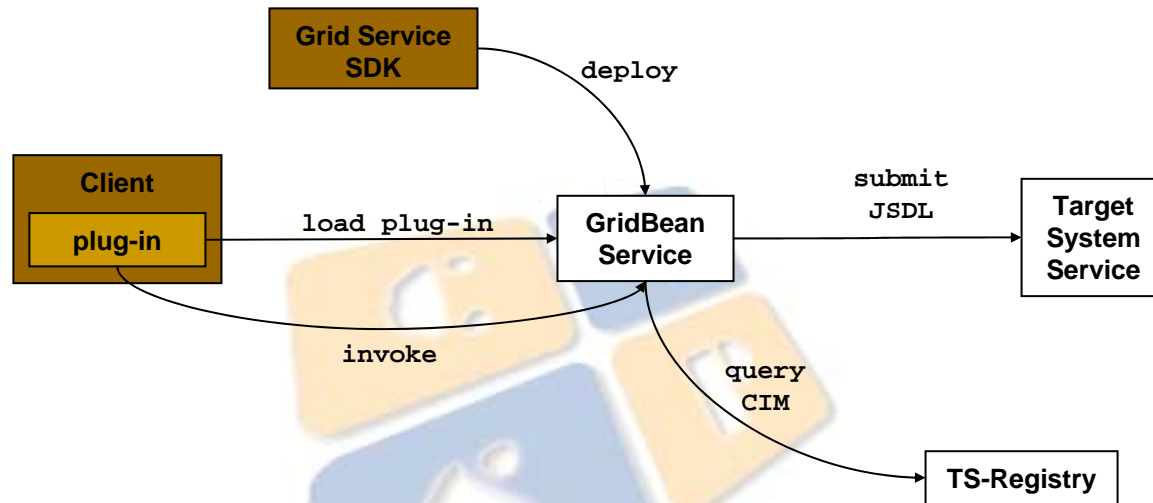 Grid Service
SDK
deploy
Client
plug-in
load plug-in
GridBean
Service
submit
JSDL
Target
System
Service
invoke
query
CIM
TS-Registry